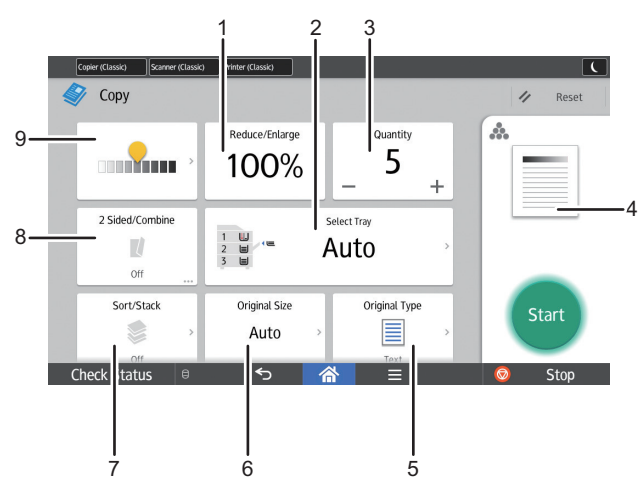 1 2 3
Copier (Classic) Scanner (Classic) Printer (Classic)
Copy
Reset
9
Reduce/Enlarge
100%
Quantity
5
− +
4
8
2 Sided/Combine
Off
Select Tray
1
2
3
Auto
Sort/Stack
Off
Original Size
Auto
Original Type
Text
Start
Check Status
Stop
7 6 5